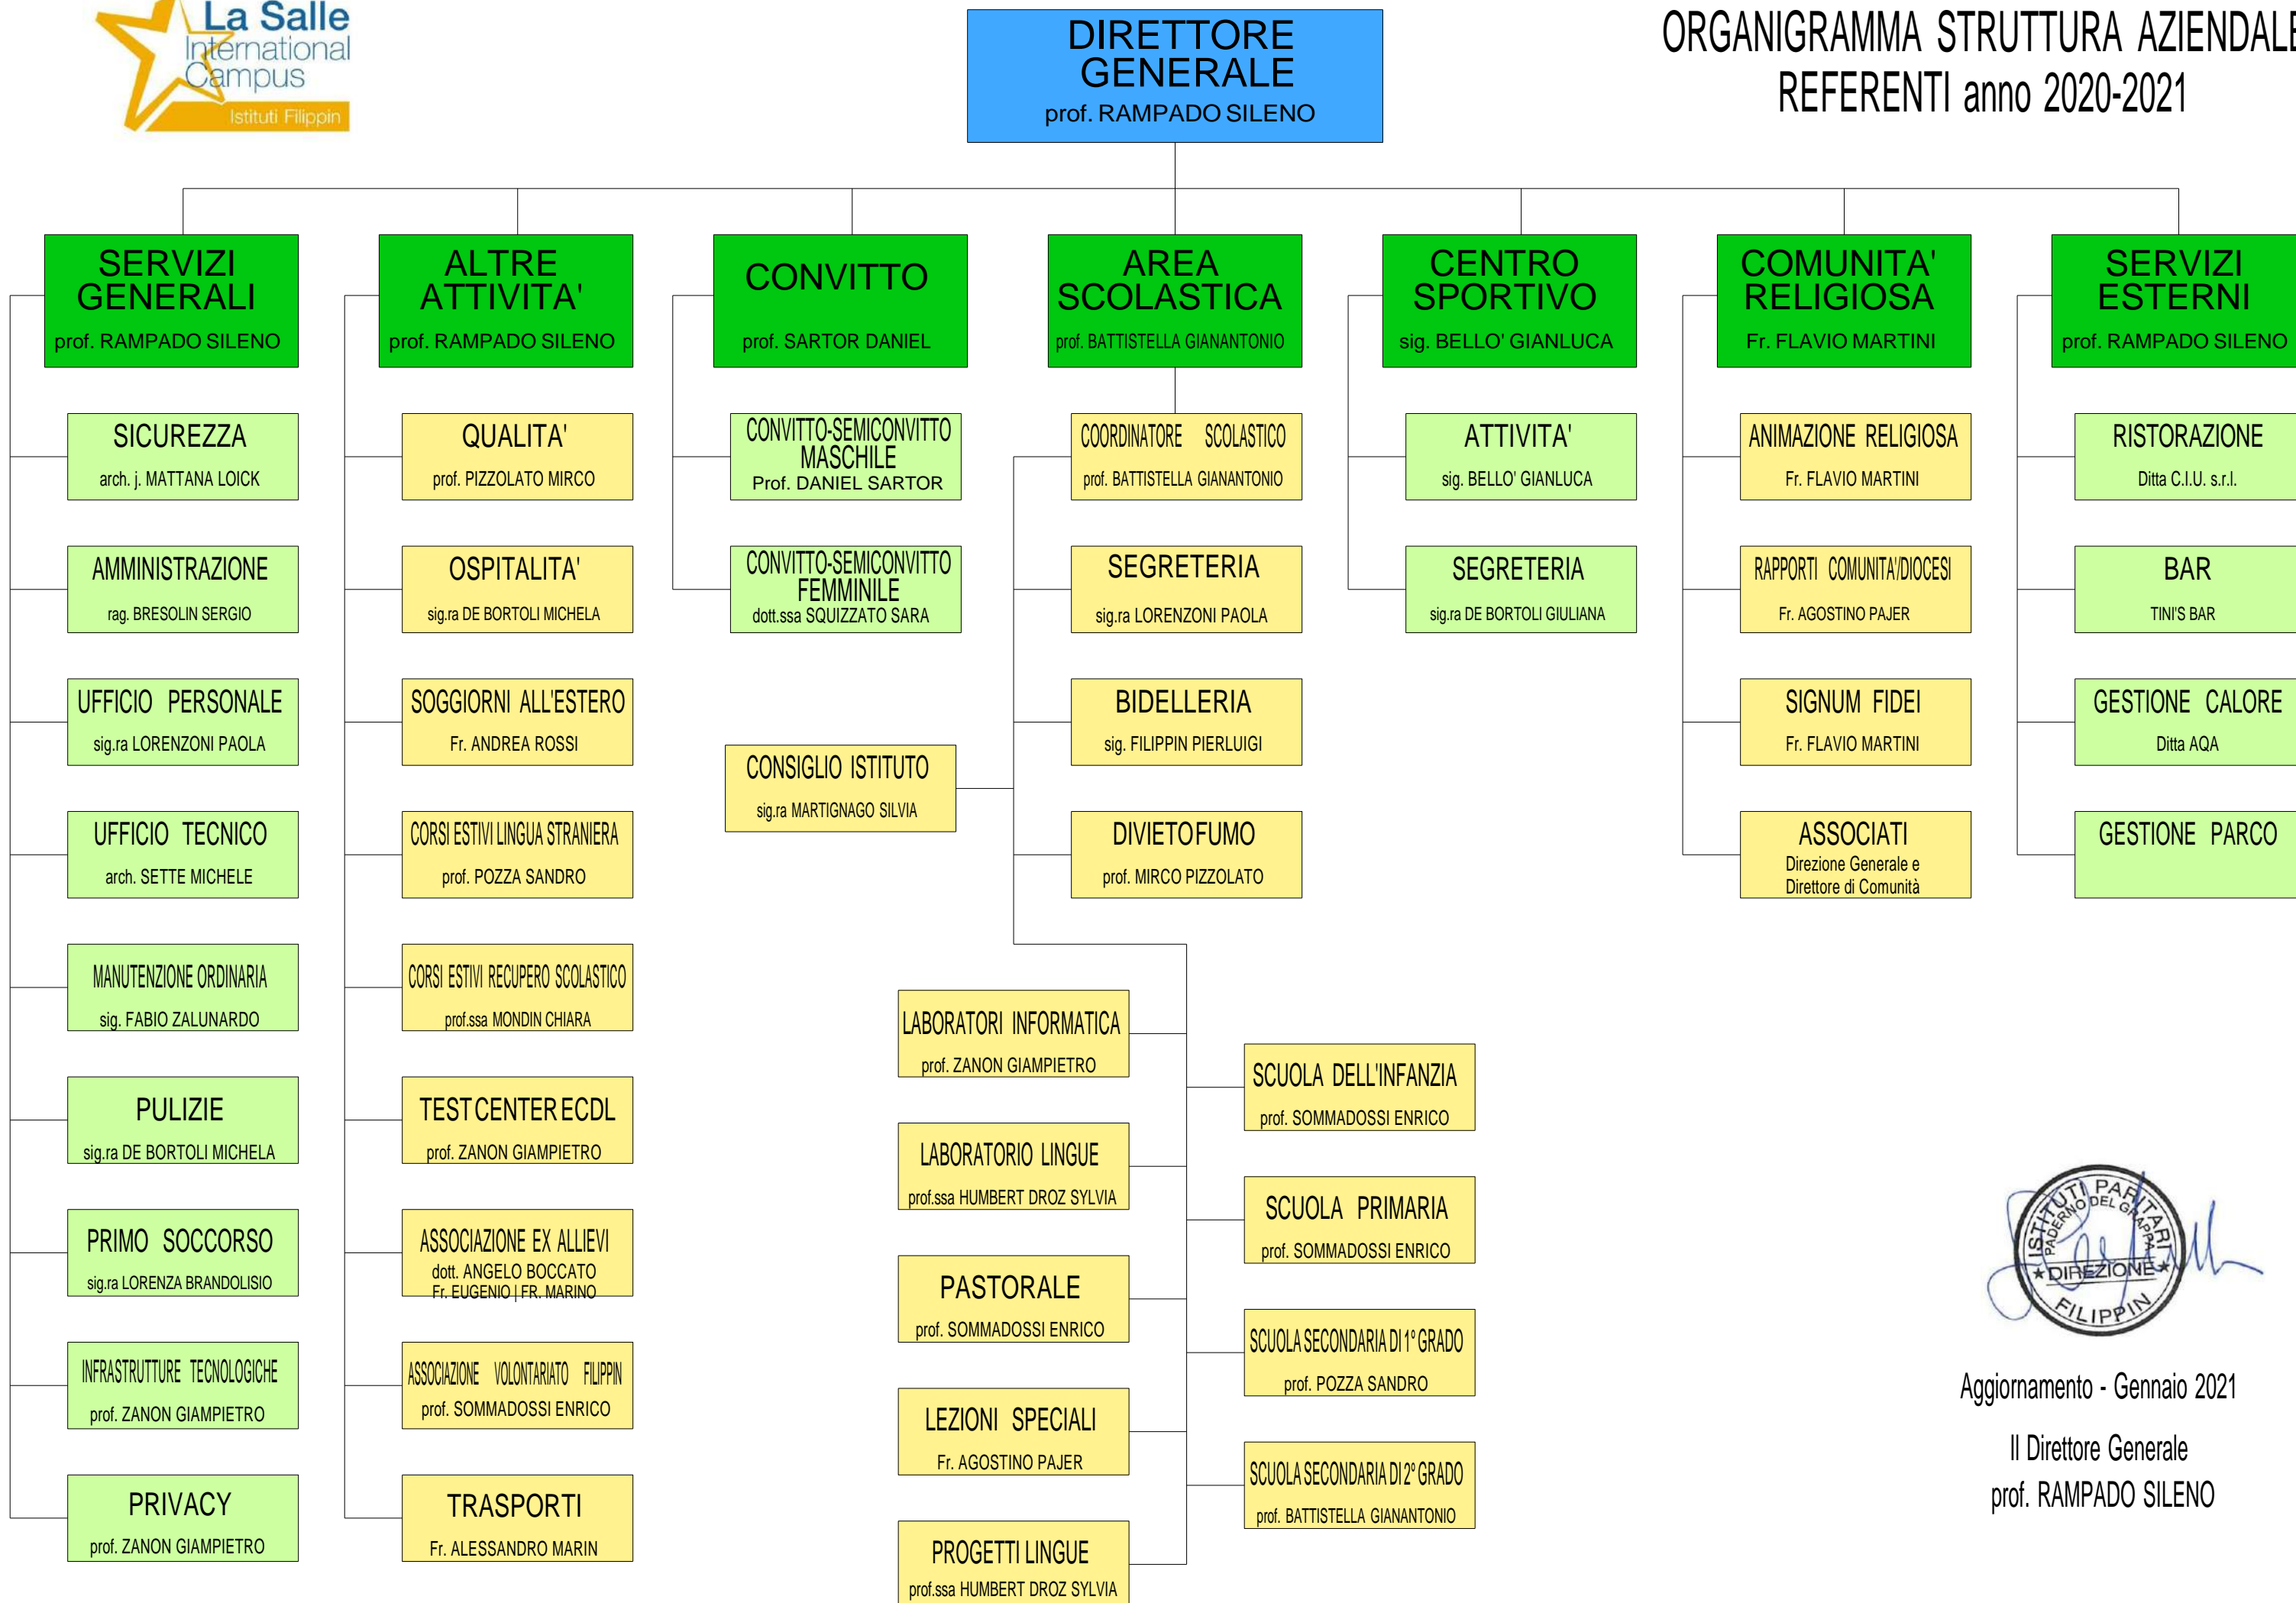 La Salle
International
Campus
Istituti Filippin
DIRETTORE
GENERALE
prof. RAMPADO SILENO
ORGANIGRAMMA STRUTTURA AZIENDALE
REFERENTI anno 2020-2021
SERVIZI
GENERALI
prof. RAMPADO SILENO
SICUREZZA
arch. j. MATTANA LOICK
AMMINISTRAZIONE
rag. BRESOLIN SERGIO
UFFICIO PERSONALE
sig.ra LORENZONI PAOLA
UFFICIO TECNICO
arch. SETTE MICHELE
MANUTENZIONE ORDINARIA
sig. FABIO ZALUNARDO
PULIZIE
sig.ra DE BORTOLI MICHELA
PRIMO SOCCORSO
sig.ra LORENZA BRANDOLISIO
INFRASTRUTTURE TECNOLOGICHE
prof. ZANON GIAMPIETRO
PRIVACY
prof. ZANON GIAMPIETRO
ALTRE
ATTIVITA'
prof. RAMPADO SILENO
QUALITA'
prof. PIZZOLATO MIRCO
OSPITALITA'
sig.ra DE BORTOLI MICHELA
SOGGIORNI ALL'ESTERO
Fr. ANDREA ROSSI
CORSI ESTIVI LINGUA STRANIERA
prof. POZZA SANDRO
CORSI ESTIVI RECUPERO SCOLASTICO
prof.ssa MONDIN CHIARA
TEST CENTER ECDL
prof. ZANON GIAMPIETRO
ASSOCIAZIONE EX ALLIEVI
dott. ANGELO BOCCATO
Fr. EUGENIO | FR. MARINO
ASSOCIAZIONE VOLONTARIATO FILIPPIN
prof. SOMMADOSSI ENRICO
TRASPORTI
Fr. ALESSANDRO MARIN
CONVITTO
prof. SARTOR DANIEL
CONVITTO-SEMICONVITTO
MASCHILE
Prof. DANIEL SARTOR
CONVITTO-SEMICONVITTO
FEMMINILE
dott.ssa SQUIZZATO SARA
AREA
SCOLASTICA
prof. BATTISTELLA GIANANTONIO
COORDINATORE SCOLASTICO
prof. BATTISTELLA GIANANTONIO
SEGRETERIA
sig.ra LORENZONI PAOLA
BIDELLERIA
sig. FILIPPIN PIERLUIGI
CONSIGLIO ISTITUTO
sig.ra MARTIGNAGO SILVIA
DIVIETO FUMO
prof. MIRCO PIZZOLATO
LABORATORI INFORMATICA
prof. ZANON GIAMPIETRO
LABORATORIO LINGUE
prof.ssa HUMBERT DROZ SYLVIA
PASTORALE
prof. SOMMADOSSI ENRICO
LEZIONI SPECIALI
Fr. AGOSTINO PAJER
PROGETTI LINGUE
prof.ssa HUMBERT DROZ SYLVIA
SCUOLA DELL'INFANZIA
prof. SOMMADOSSI ENRICO
SCUOLA PRIMARIA
prof. SOMMADOSSI ENRICO
SCUOLA SECONDARIA DI 1° GRADO
prof. POZZA SANDRO
SCUOLA SECONDARIA DI 2° GRADO
prof. BATTISTELLA GIANANTONIO
CENTRO
SPORTIVO
sig. BELLO' GIANLUCA
ATTIVITA'
sig. BELLO' GIANLUCA
SEGRETERIA
sig.ra DE BORTOLI GIULIANA
COMUNITA'
RELIGIOSA
Fr. FLAVIO MARTINI
ANIMAZIONE RELIGIOSA
Fr. FLAVIO MARTINI
RAPPORTI COMUNITA'/DIOCESI
Fr. AGOSTINO PAJER
SIGNUM FIDEI
Fr. FLAVIO MARTINI
ASSOCIATI
Direzione Generale e
Direttore di Comunità
SERVIZI
ESTERNI
prof. RAMPADO SILENO
RISTORAZIONE
Ditta C.I.U. s.r.l.
BAR
TINI'S BAR
GESTIONE CALORE
Ditta AQA
GESTIONE PARCO
ISTITUTI PARITARI
PADERNO DEL GRAPPA
DIREZIONE
FILIPPIN
Aggiornamento - Gennaio 2021
Il Direttore Generale
prof. RAMPADO SILENO